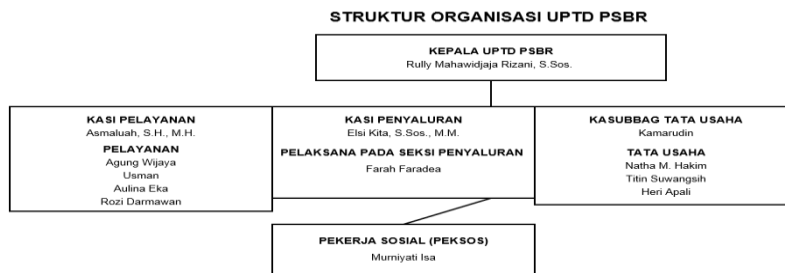 STRUKTUR ORGANISASI UPTD PSBR
KEPALA UPTD PSBR
Rully Mahawidjaja Rizani, S.Sos.
KASI PELAYANAN
Asmaluah, S.H., M.H.
PELAYANAN
Agung Wijaya
Usman
Aulina Eka
Rozi Darmawan
KASI PENYALURAN
Elsi Kita, S.Sos., M.M.
PELAKSANA PADA SEKSI PENYALURAN
Farah Faradea
KASUBBAG TATA USAHA
Kamarudin
TATA USAHA
Natha M. Hakim
Titin Suwangsih
Heri Apali
PEKERJA SOSIAL (PEKSOS)
Murniyati Isa